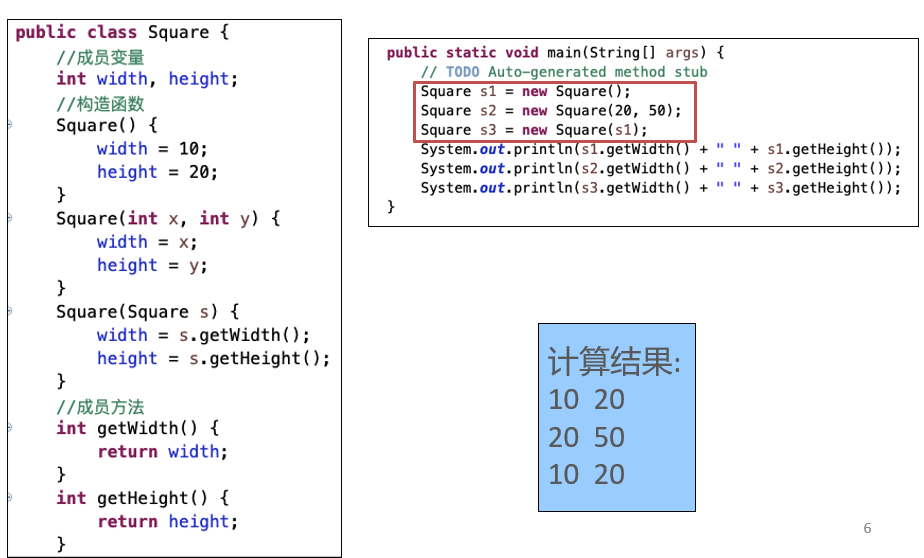 public class Square {
//成员变量
int width, height;
//构造函数
Square() {
width = 10;
height = 20;
}
Square(int x, int y) {
width = x;
height = y;
}
Square(Square s) {
width = s.getWidth();
height = s.getHeight();
}
//成员方法
int getWidth() {
return width;
}
int getHeight() {
return height;
}
public static void main(String[] args) {
// TODO Auto-generated method stub
Square s1 = new Square();
Square s2 = new Square(20, 50);
Square s3 = new Square(s1);
System.out.println(s1.getWidth() + " " + s1.getHeight());
System.out.println(s2.getWidth() + " " + s2.getHeight());
System.out.println(s3.getWidth() + " " + s3.getHeight());
}
计算结果:
10 20
20 50
10 20
6